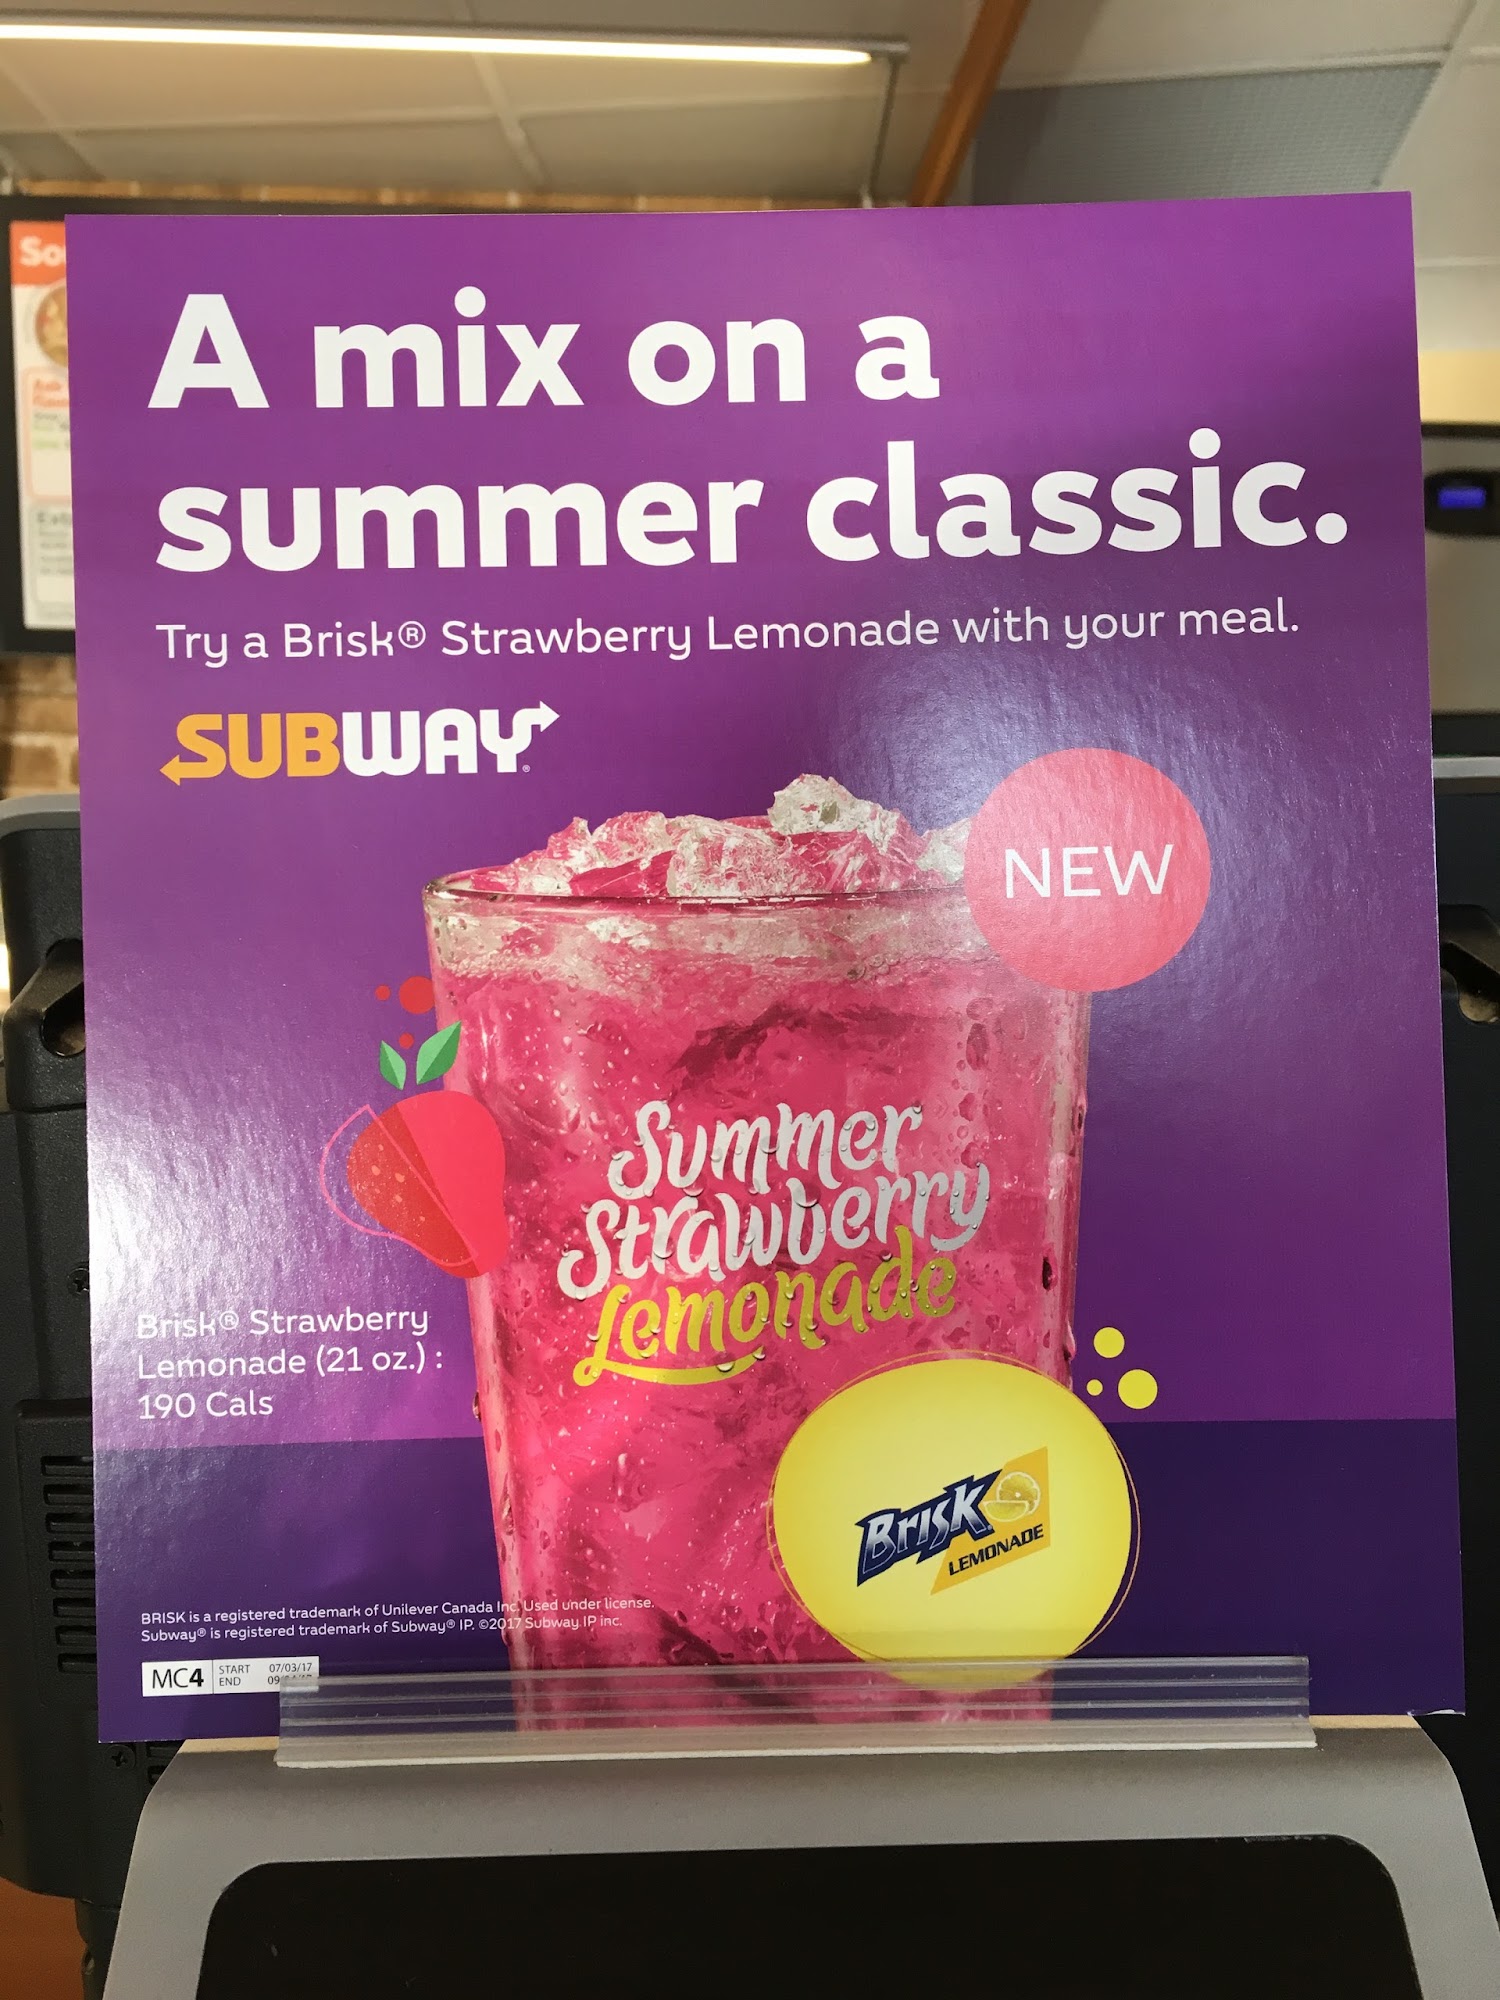 So
A mix on a
summer classic.
Try a Brisk® Strawberry Lemonade with your meal.
SUBWAY®
NEW
Summer
Strawberry
Lemonade
Brisk® Strawberry
Lemonade (21 oz.) :
190 Cals
Brisk
LEMONADE
BRISK is a registered trademark of Unilever Canada Inc. Used under license.
Subway® is registered trademark of Subway® IP. ©2017 Subway IP inc.
MC4
START 07/03/17
END 09